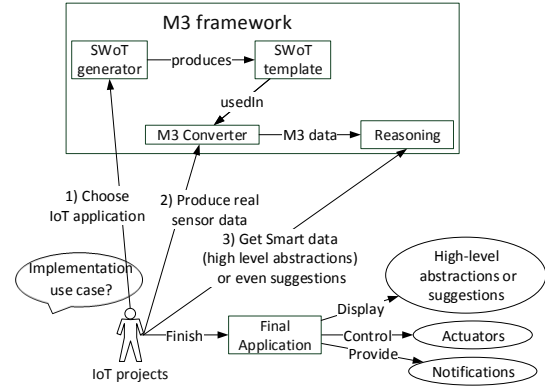 M3 framework
SWoT
generator
produces
SWoT
template
usedIn
M3 Converter
M3 data
Reasoning
1) Choose
IoT application
2) Produce real
sensor data
3) Get Smart data
(high level abstractions)
or even suggestions
Implementation
use case?
High-level
abstractions or
suggestions
Display
Finish
Final
Application
Control
Actuators
Provide
Notifications
IoT projects